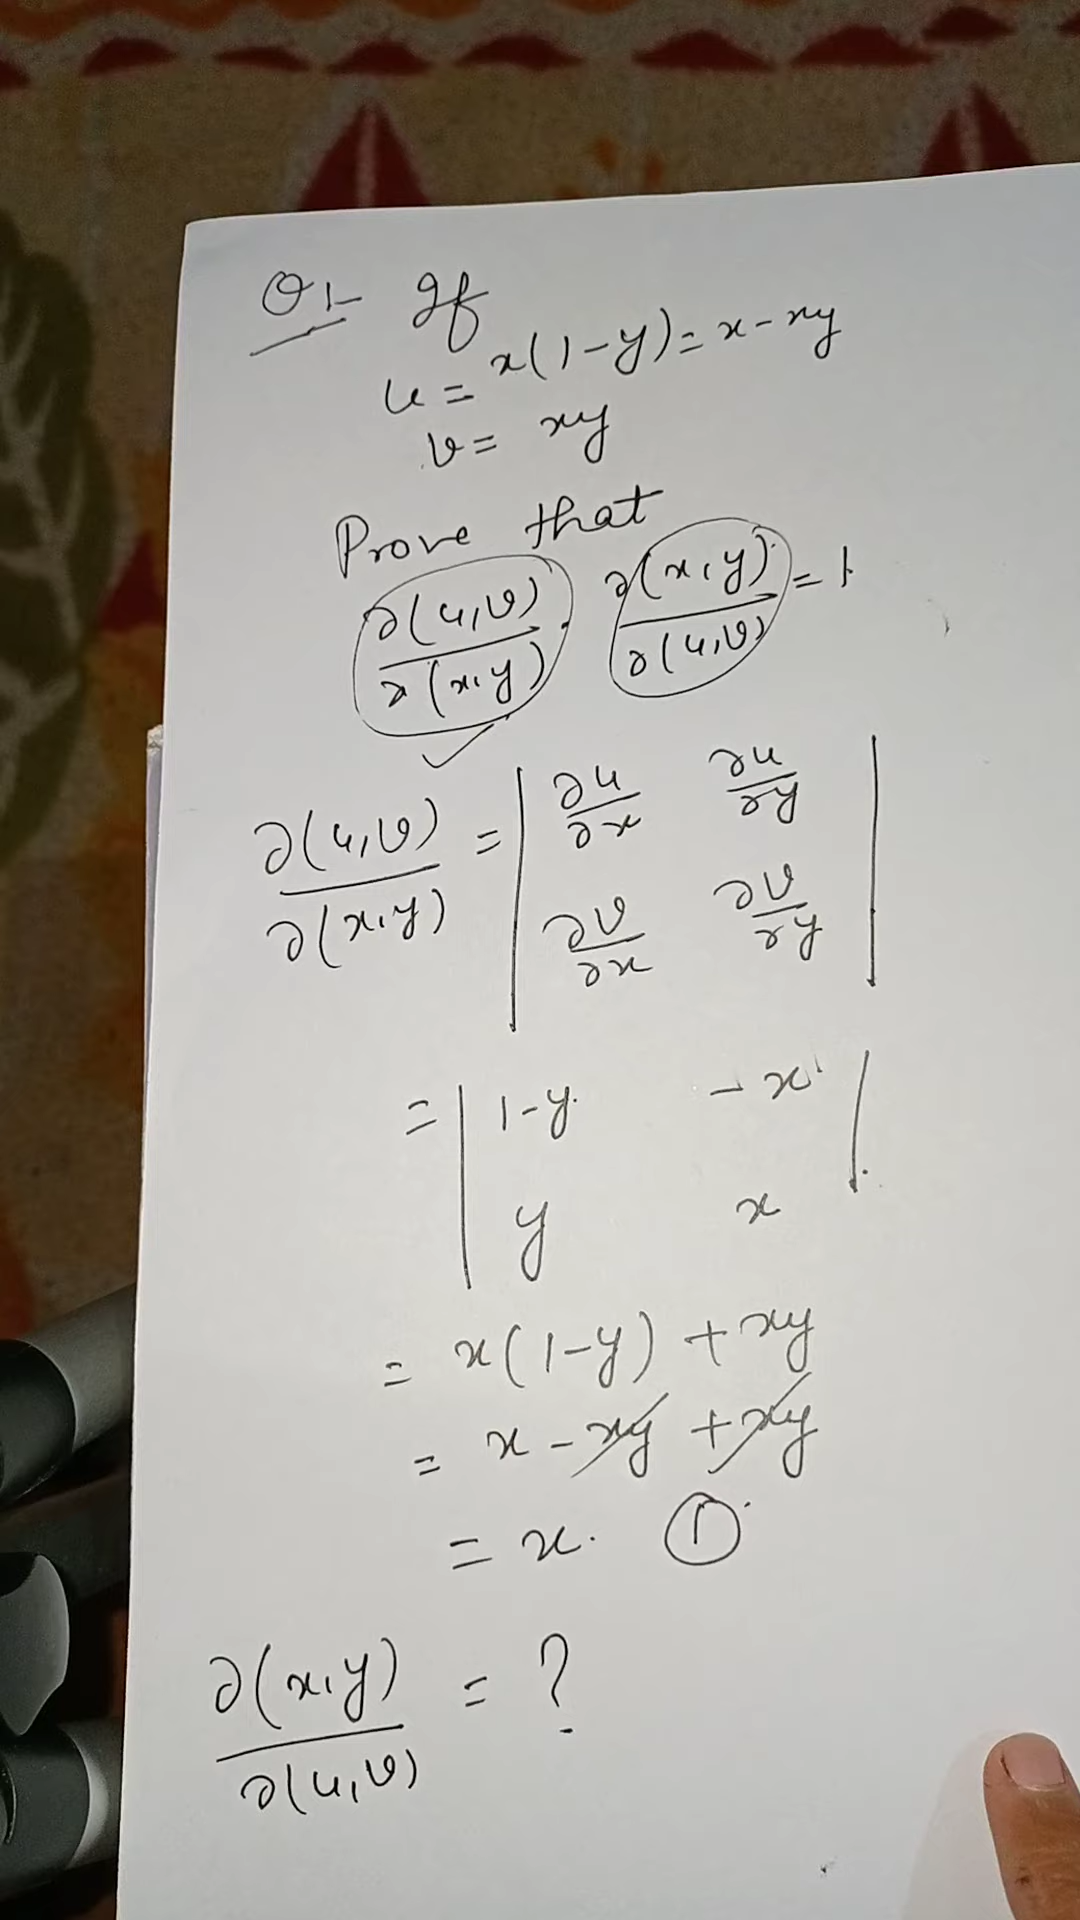 Q1- If
u = x(1-y) = x - xy
v = xy
Prove that
∂(u,v)/∂(x,y) · ∂(x,y)/∂(u,v) = 1
∂(u,v)/∂(x,y) = | ∂u/∂x ∂u/∂y |
| ∂v/∂x ∂v/∂y |
= | 1-y -x |
| y x |
= x(1-y) + xy
= x - xy + xy
= x. ①
∂(x,y)/∂(u,v) = ?